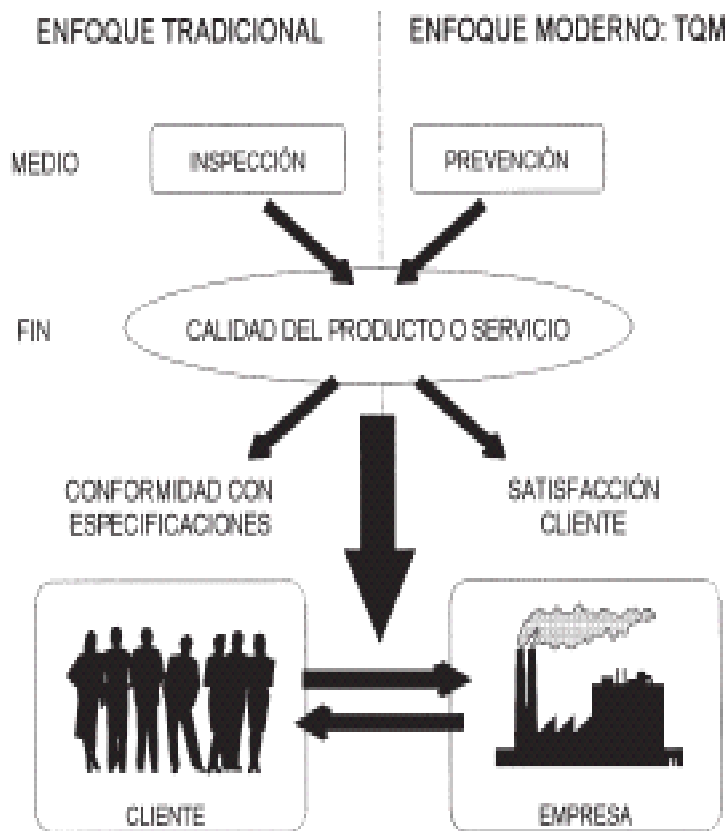 ENFOQUE TRADICIONAL
ENFOQUE MODERNO: TQM
MEDIO
INSPECCIÓN
PREVENCIÓN
FIN
CALIDAD DEL PRODUCTO O SERVICIO
CONFORMIDAD CON
ESPECIFICACIONES
SATISFACCIÓN
CLIENTE
CLIENTE
EMPRESA